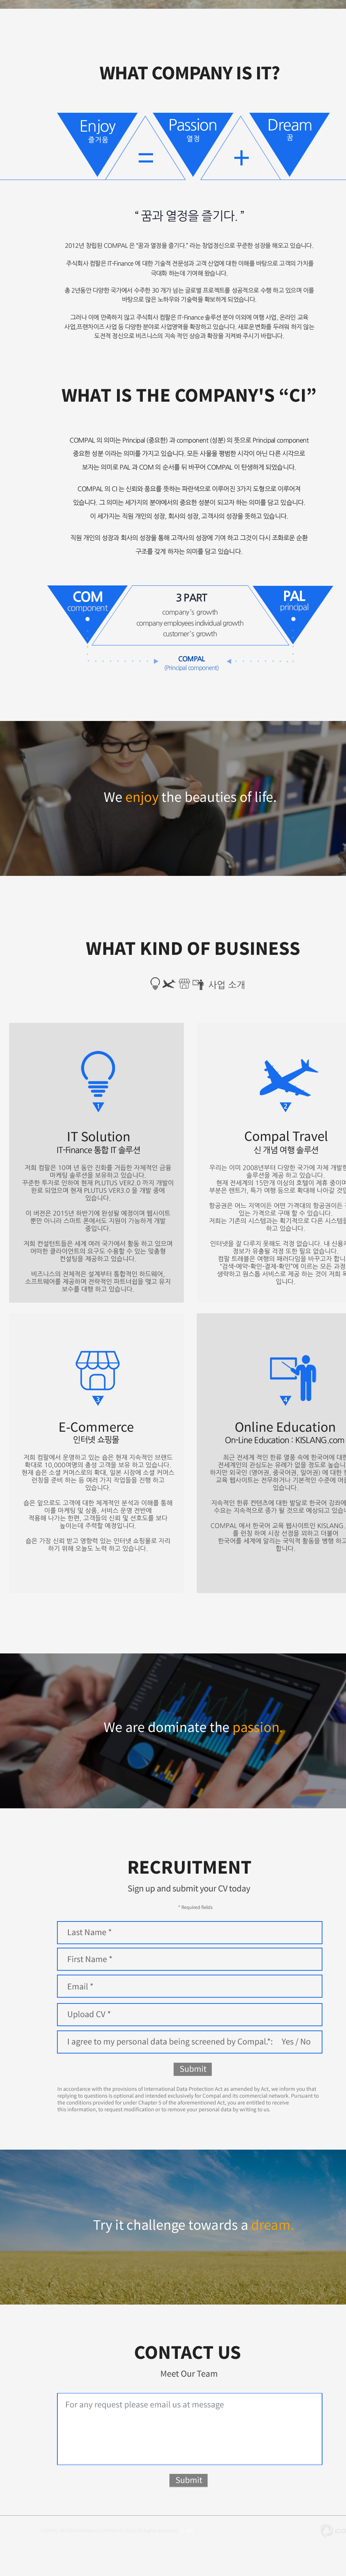 WHAT COMPANY IS IT?
Enjoy
즐거움
=
Passion
열정
+
Dream
꿈
“ 꿈과 열정을 즐기다. ”
2012년 창립된 COMPAL 은 “꿈과 열정을 즐기다.” 라는 창업정신으로 꾸준한 성장을 해오고 있습니다.
주식회사 컴팔은 IT-Finance 에 대한 기술적 전문성과 고객 산업에 대한 이해를 바탕으로 고객의 가치를
극대화 하는데 기여해 왔습니다.
총 2년동안 다양한 국가에서 수주한 30 개가 넘는 글로벌 프로젝트를 성공적으로 수행 하고 있으며 이를
바탕으로 많은 노하우와 기술력을 확보하게 되었습니다.
그러나 이에 만족하지 않고 주식회사 컴팔은 IT-Finance 솔루션 분야 이외에 여행 사업, 온라인 교육
사업,프랜차이즈 사업 등 다양한 분야로 사업영역을 확장하고 있습니다. 새로운변화를 두려워 하지 않는
도전적 정신으로 비즈니스의 지속 적인 상승과 확장을 지켜봐 주시기 바랍니다.
WHAT IS THE COMPANY'S “CI”
COMPAL 의 의미는 Principal (중요한) 과 component (성분) 의 뜻으로 Principal component
중요한 성분 이라는 의미를 가지고 있습니다. 모든 사물을 평범한 시각이 아닌 다른 시각으로
보자는 의미로 PAL 과 COM 의 순서를 뒤 바꾸어 COMPAL 이 탄생하게 되었습니다.
COMPAL 의 CI 는 신뢰와 풍요를 뜻하는 파란색으로 이루어진 3가지 도형으로 이루어져
있습니다. 그 의미는 세가지의 분야에서의 중요한 성분이 되고자 하는 의미를 담고 있습니다.
이 세가지는 직원 개인의 성장, 회사의 성장, 고객사의 성장을 뜻하고 있습니다.
직원 개인의 성장과 회사의 성장을 통해 고객사의 성장에 기여 하고 그것이 다시 조화로운 순환
구조를 갖게 하자는 의미를 담고 있습니다.
COM
component
3 PART
company's growth
company employees individual growth
customer's growth
PAL
principal
COMPAL
(Principal component)
We enjoy the beauties of life.
WHAT KIND OF BUSINESS
사업 소개
1
IT Solution
IT-Finance 통합 IT 솔루션
저희 컴팔은 10여 년 동안 진화를 거듭한 자체적인 금융
마케팅 솔루션을 보유하고 있습니다.
꾸준한 투자로 인하여 현재 PLUTUS VER2.0 까지 개발이
완료 되었으며 현재 PLUTUS VER3.0 을 개발 중에
있습니다.
이 버전은 2015년 하반기에 완성될 예정이며 웹사이트
뿐만 아니라 스마트 폰에서도 지원이 가능하게 개발
중입니다.
저희 컨설턴트들은 세계 여러 국가에서 활동 하고 있으며
어떠한 클라이언트의 요구도 수용할 수 있는 맞춤형
컨설팅을 제공하고 있습니다.
비즈니스의 전체적은 설계부터 통합적인 하드웨어,
소프트웨어를 제공하며 전략적인 파트너쉽을 맺고 유지
보수를 대행 하고 있습니다.
2
Compal Travel
신 개념 여행 솔루션
우리는 이미 2008년부터 다양한 국가에 자체 개발한
솔루션을 제공 하고 있습니다.
현재 전세계의 15만개 이상의 호텔이 제휴 중이며
부분은 렌트카, 특가 여행 등으로 확대해 나아갈 것입
항공권은 어느 지역이든 어떤 가격대의 항공권이든
있는 가격으로 구매 할 수 있습니다.
저희는 기존의 시스템과는 획기적으로 다른 시스템을
하고 있습니다.
인터넷을 잘 다루지 못해도 걱정 없습니다. 내 신용카
정보가 유출될 걱정 또한 필요 없습니다.
컴팔 트래블은 여행의 패러다임을 바꾸고자 합니
“검색-예약-확인-결제-확인”에 이르는 모든 과정
생략하고 원스톱 서비스로 제공 하는 것이 저희 목
입니다.
3
E-Commerce
인터넷 쇼핑몰
저희 컴팔에서 운영하고 있는 숍은 현재 지속적인 브랜드
확대로 10,000여명의 충성 고객를 보유 하고 있습니다.
현재 숍은 소셜 커머스로의 확대, 일본 시장에 소셜 커머스
런칭을 준비 하는 등 여러 가지 작업들을 진행 하고
있습니다.
숍은 앞으로도 고객에 대한 체계적인 분석과 이해를 통해
이를 마케팅 및 상품, 서비스 운영 전반에
적용해 나가는 한편, 고객들의 신뢰 및 선호도를 보다
높이는데 주력할 예정입니다.
숍은 가장 신뢰 받고 영향력 있는 인터넷 쇼핑몰로 자리
하기 위해 오늘도 노력 하고 있습니다.
4
Online Education
On-Line Education : KISLANG.com
최근 전세계 적인 한류 열풍 속에 한국어에 대한
전세계인의 관심도는 유례가 없을 정도로 높습니
하지만 외국인 (영어권, 중국어권, 일어권) 에 대한
교육 웹사이트는 전무하거나 기본적인 수준에 머
있습니다.
지속적인 한류 컨텐츠에 대한 발달로 한국어 강좌에
수요는 지속적으로 증가 될 것으로 예상되고 있습니
COMPAL 에서 한국어 교육 웹사이트인 KISLANG.
를 런칭 하여 시장 선점을 꾀하고 더불어
한국어를 세계에 알리는 국익적 활동을 병행 하고
합니다.
We are dominate the passion.
RECRUITMENT
Sign up and submit your CV today
* Required fields
Last Name *
First Name *
Email *
Upload CV *
I agree to my personal data being screened by Compal.*: Yes / No
Submit
In accordance with the provisions of International Data Protection Act as amended by Act, we inform you that
replying to questions is optional and intended exclusively for Compal and its commercial network. Pursuant to
the conditions provided for under Chapter 5 of the aforementioned Act, you are entitled to receive
this information, to request modification or to remove your personal data by writing to us.
Try it challenge towards a dream.
CONTACT US
Meet Our Team
For any request please email us at message
Submit